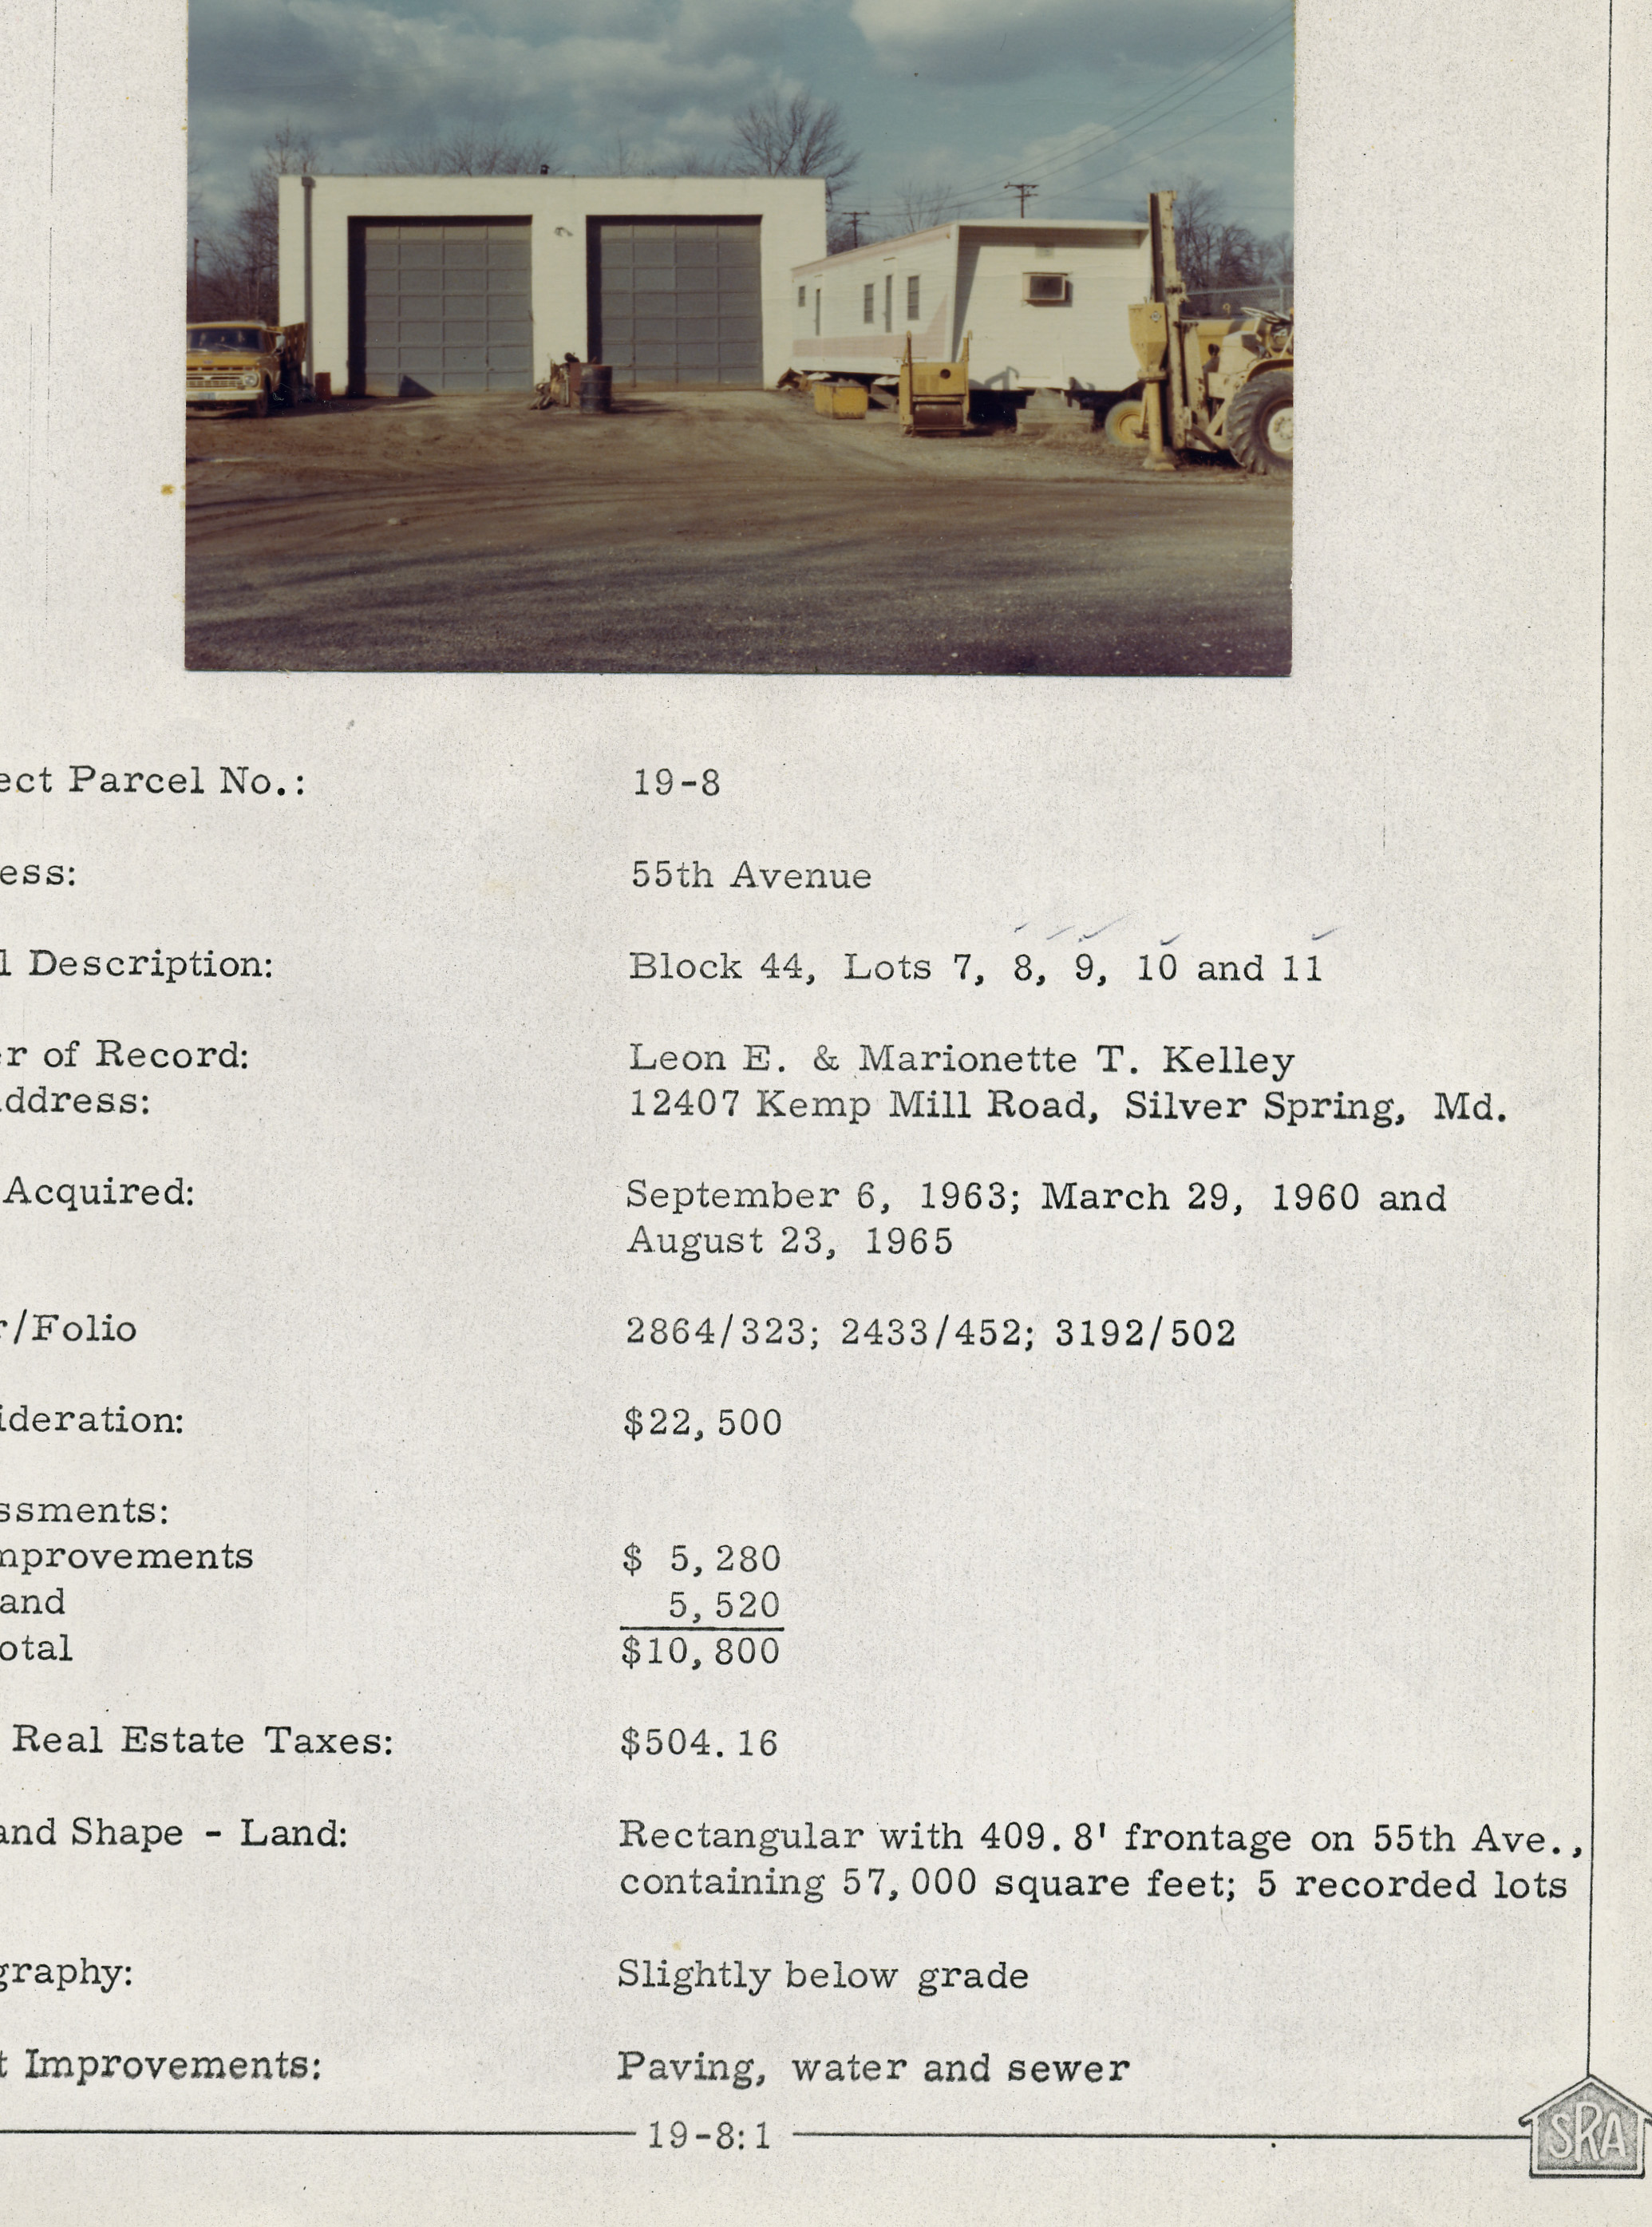 ect Parcel No.: 19-8
ess: 55th Avenue
l Description: Block 44, Lots 7, 8, 9, 10 and 11
er of Record: Leon E. & Marionette T. Kelley
ddress: 12407 Kemp Mill Road, Silver Spring, Md.
Acquired: September 6, 1963; March 29, 1960 and
August 23, 1965
r/Folio 2864/323; 2433/452; 3192/502
ideration: $22,500
ssments:
mprovements $ 5,280
and 5,520
otal $10,800
Real Estate Taxes: $504.16
and Shape - Land: Rectangular with 409.8' frontage on 55th Ave.,
containing 57,000 square feet; 5 recorded lots
graphy: Slightly below grade
t Improvements: Paving, water and sewer
19-8:1
SRA